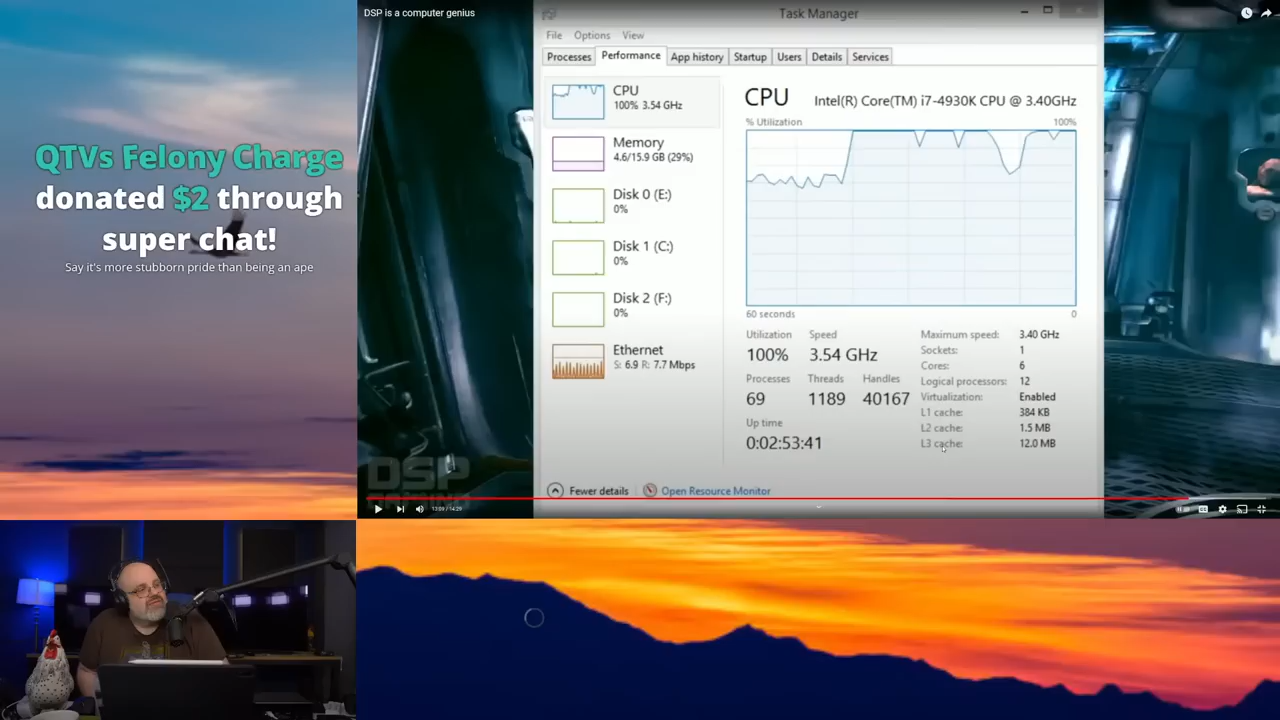 DSP is a computer genius
QTVs Felony Charge
donated $2 through
super chat!
Say it's more stubborn pride than being an ape
Task Manager
File Options View
Processes Performance App history Startup Users Details Services
CPU
100% 3.54 GHz
Memory
4.6/15.9 GB (29%)
Disk 0 (E:)
0%
Disk 1 (C:)
0%
Disk 2 (F:)
0%
Ethernet
S: 6.9 R: 7.7 Mbps
CPU Intel(R) Core(TM) i7-4930K CPU @ 3.40GHz
% Utilization 100%
60 seconds 0
Utilization Speed
100% 3.54 GHz
Processes Threads Handles
69 1189 40167
Up time
0:02:53:41
Maximum speed: 3.40 GHz
Sockets: 1
Cores: 6
Logical processors: 12
Virtualization: Enabled
L1 cache: 384 KB
L2 cache: 1.5 MB
L3 cache: 12.0 MB
Fewer details Open Resource Monitor
DSP
GAMING
13:09 / 14:29